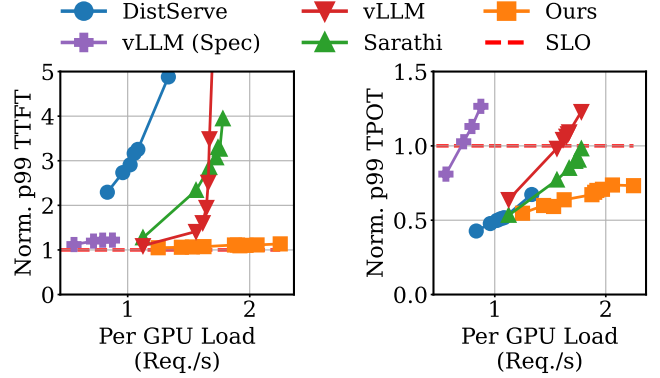 DistServe vLLM Ours
vLLM (Spec) Sarathi SLO
Norm. p99 TTFT
5
4
3
2
1
0
1 2
Per GPU Load
(Req./s)
Norm. p99 TPOT
1.5
1.0
0.5
0.0
1 2
Per GPU Load
(Req./s)